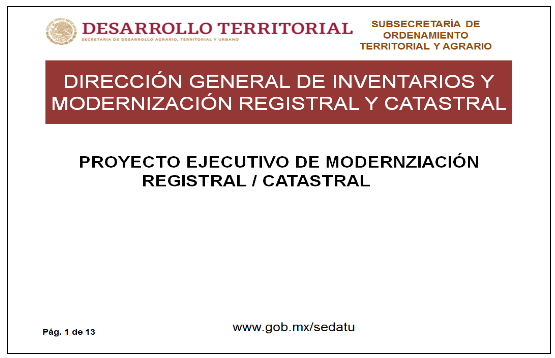 DESARROLLO TERRITORIAL
SECRETARÍA DE DESARROLLO AGRARIO, TERRITORIAL Y URBANO
SUBSECRETARÍA DE
ORDENAMIENTO
TERRITORIAL Y AGRARIO
DIRECCIÓN GENERAL DE INVENTARIOS Y
MODERNIZACIÓN REGISTRAL Y CATASTRAL
PROYECTO EJECUTIVO DE MODERNZIACIÓN
REGISTRAL / CATASTRAL
Pág. 1 de 13
www.gob.mx/sedatu